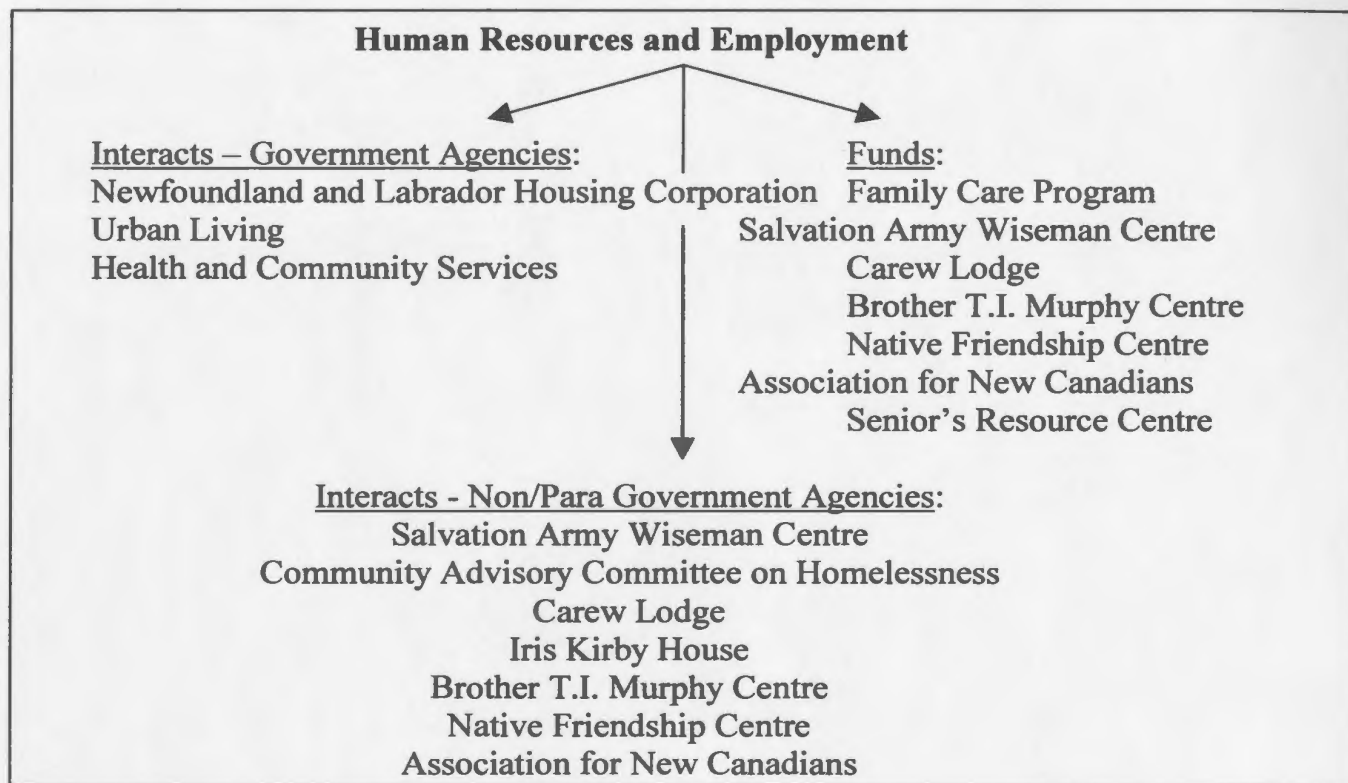 Human Resources and Employment
Interacts – Government Agencies:
Newfoundland and Labrador Housing Corporation
Urban Living
Health and Community Services
Funds:
Family Care Program
Salvation Army Wiseman Centre
Carew Lodge
Brother T.I. Murphy Centre
Native Friendship Centre
Association for New Canadians
Senior's Resource Centre
Interacts - Non/Para Government Agencies:
Salvation Army Wiseman Centre
Community Advisory Committee on Homelessness
Carew Lodge
Iris Kirby House
Brother T.I. Murphy Centre
Native Friendship Centre
Association for New Canadians